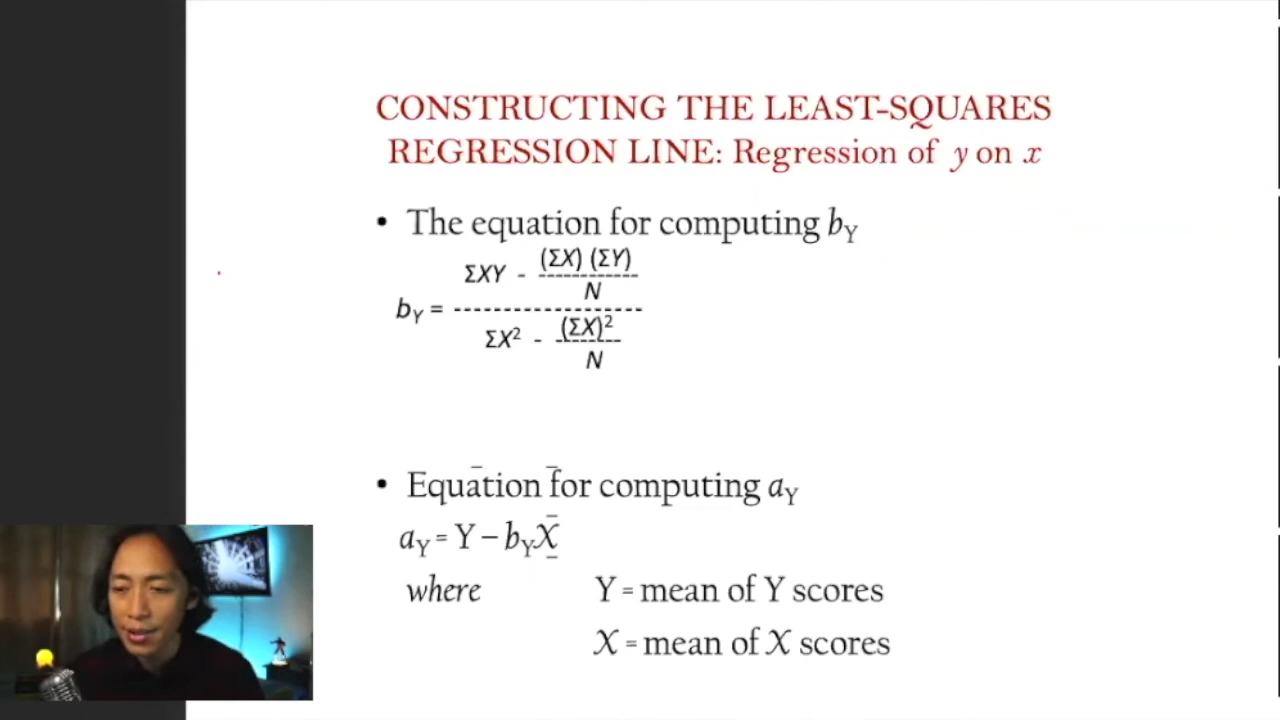 CONSTRUCTING THE LEAST-SQUARES
REGRESSION LINE: Regression of y on x
• The equation for computing bY
ΣXY - (ΣX) (ΣY)
------------
N
bY = -------------------
ΣX² - (ΣX)²
--------
N
• Equation for computing aY
aY = Y – bYX̄
where Y = mean of Y scores
X = mean of X scores